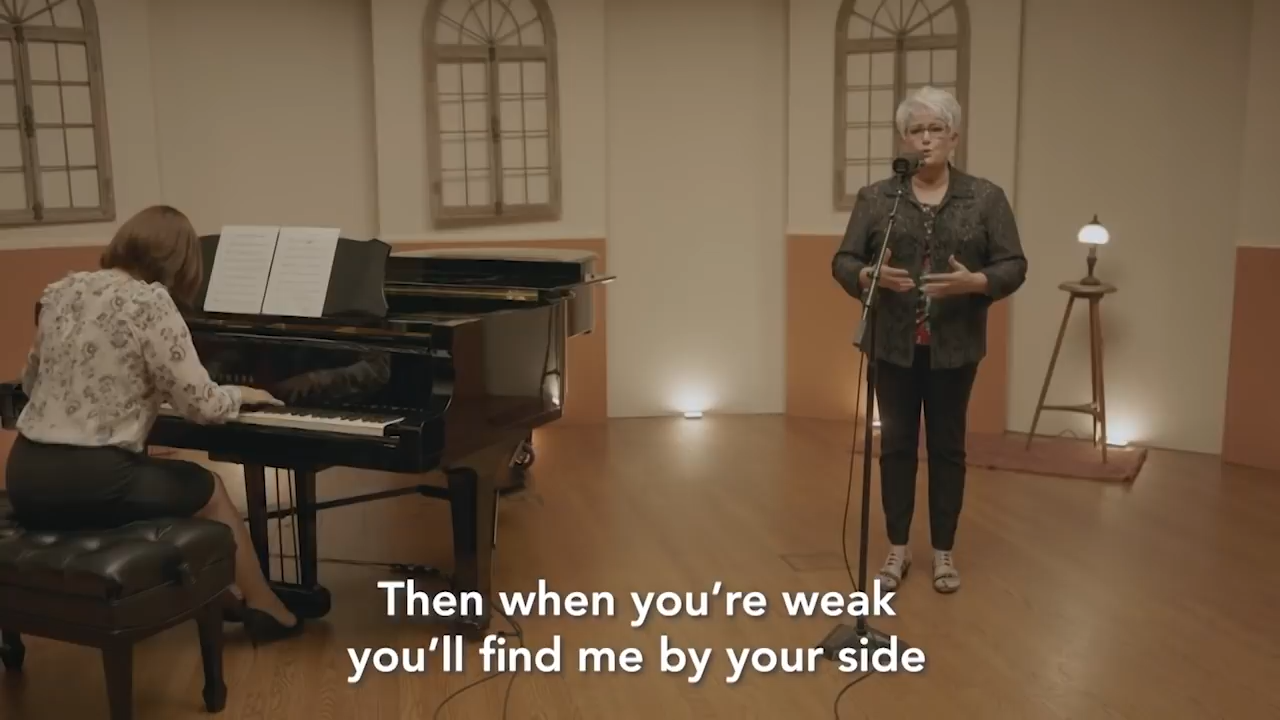 Then when you’re weak
you’ll find me by your side